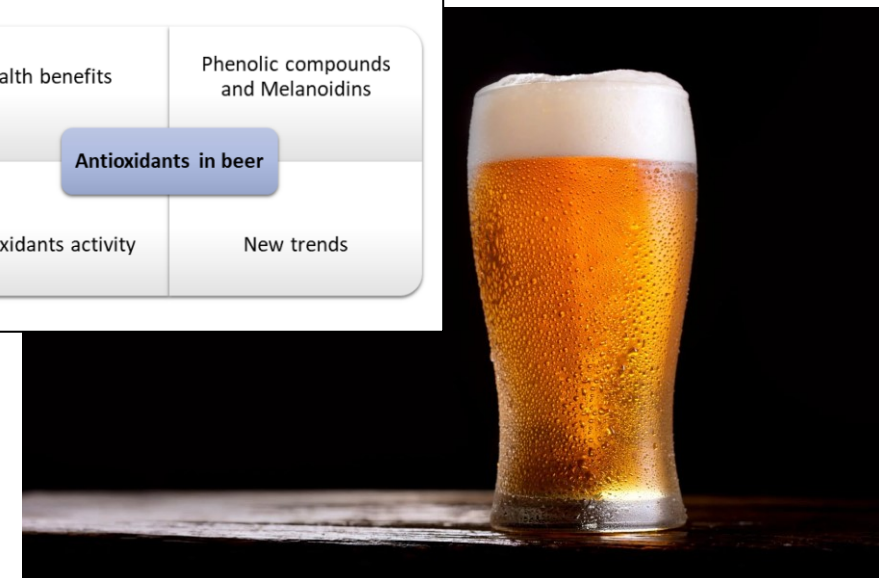 alth benefits
Phenolic compounds
and Melanoidins
Antioxidants in beer
xidants activity
New trends